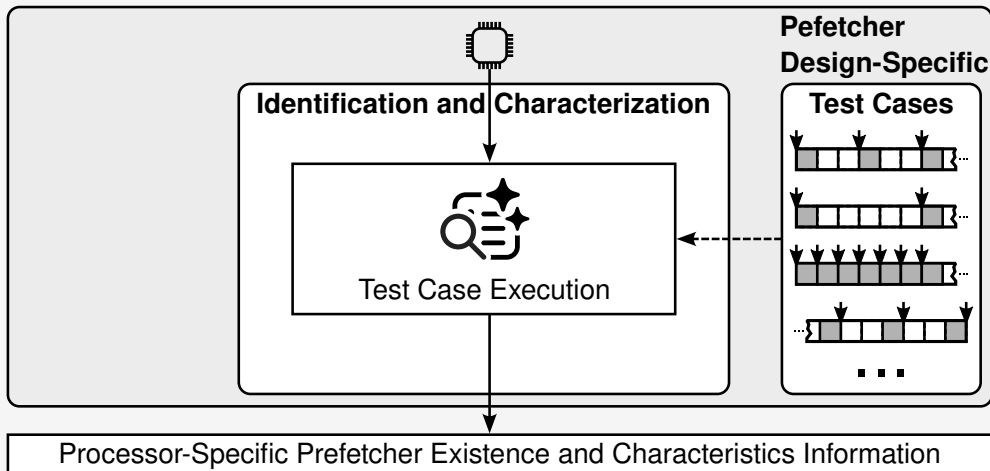 Pefetcher
Design-Specific
Identification and Characterization
Test Cases
Test Case Execution
Processor-Specific Prefetcher Existence and Characteristics Information